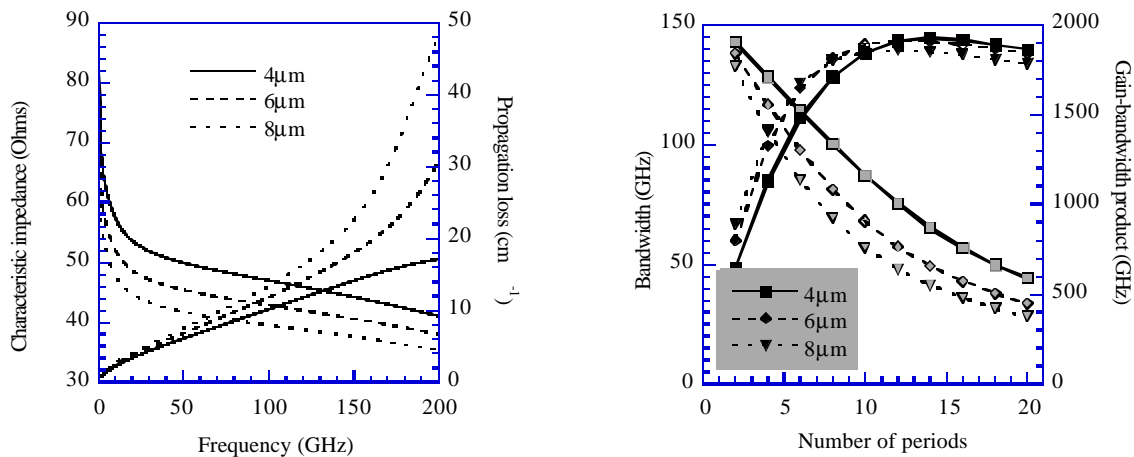 90
80
70
60
50
40
30
50
40
30
20
10
0
0
50
100
150
200
4μm
6μm
8μm
Characteristic impedance (Ohms)
Propagation loss (cm
-1)
Frequency (GHz)
150
100
50
0
2000
1500
1000
500
0
0
5
10
15
20
4μm
6μm
8μm
Bandwidth (GHz)
Gain-bandwidth product (GHz)
Number of periods